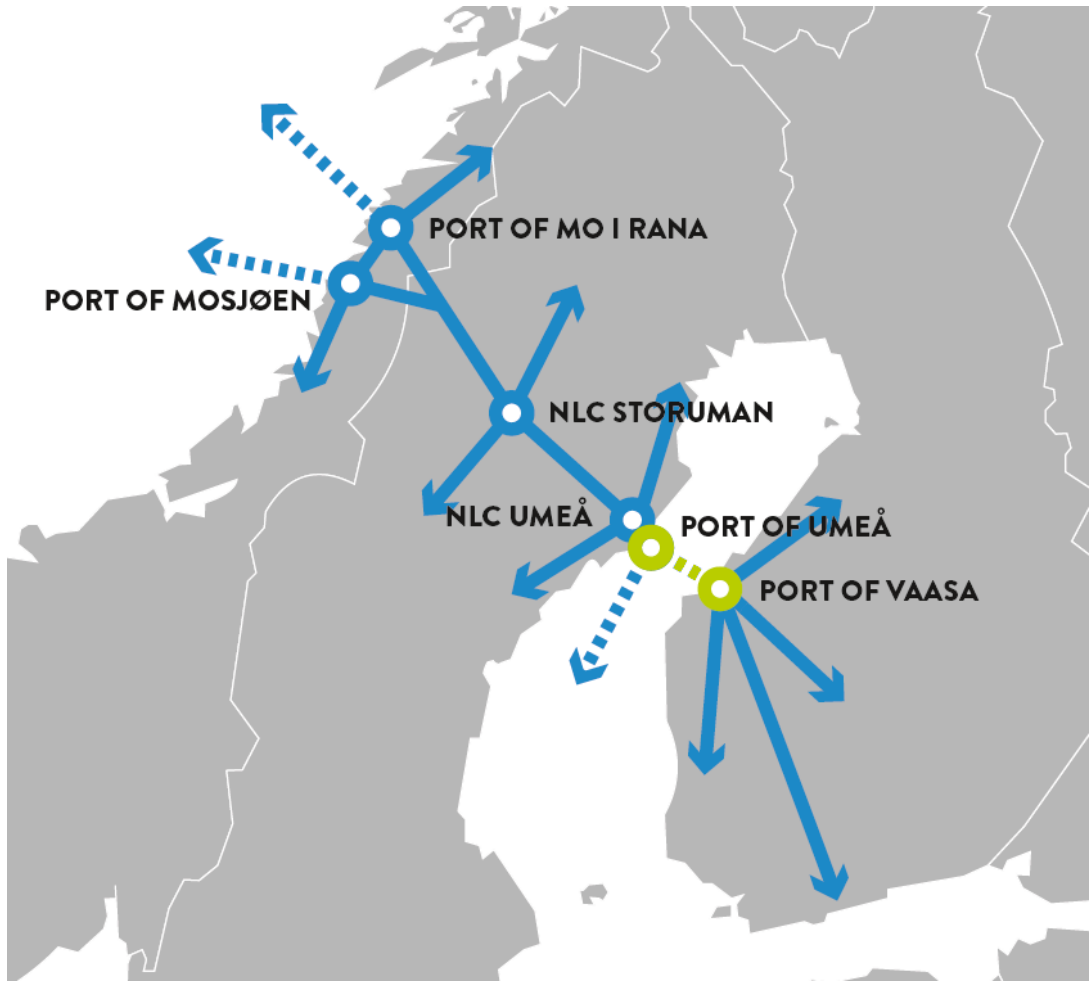 PORT OF MO I RANA
PORT OF MOSJØEN
NLC STORUMAN
NLC UMEÅ
PORT OF UMEÅ
PORT OF VAASA